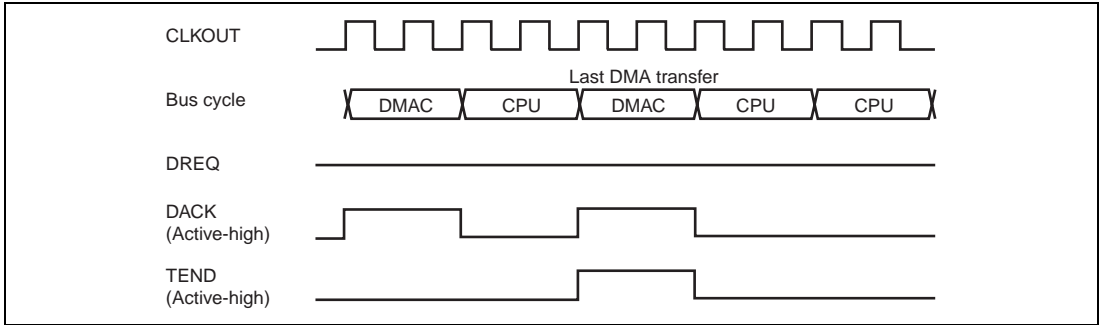 CLKOUT
Last DMA transfer
Bus cycle
DMAC CPU DMAC CPU CPU
DREQ
DACK
(Active-high)
TEND
(Active-high)